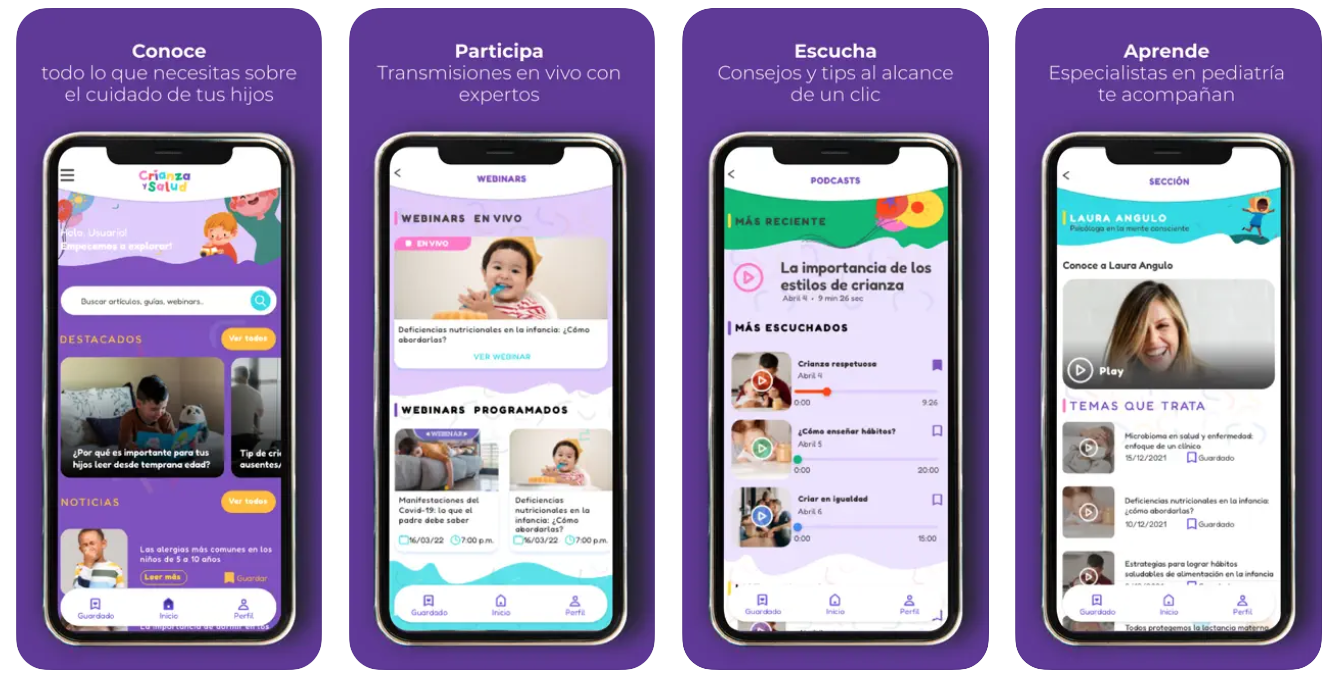 Conoce
todo lo que necesitas sobre
el cuidado de tus hijos
Crianza
y Salud
Hola, Usuario!
Empecemos a explorar!
Buscar artículos, guías, webinars..
DESTACADOS
Ver todos
¿Por qué es importante para tus
hijos leer desde temprana edad?
Tip de
ausentes/
NOTICIAS
Ver todos
Las alergias más comunes en los
niños de 5 a 10 años
Leer más
Guardar
Guardado
Inicio
Perfil
La importancia de dormir en los
Participa
Transmisiones en vivo con
expertos
WEBINARS
WEBINARS EN VIVO
EN VIVO
Deficiencias nutricionales en la infancia: ¿Cómo
abordarlas?
VER WEBINAR
WEBINARS PROGRAMADOS
WEBINAR
Manifestaciones del
Covid-19: lo que el
padre debe saber
16/03/22
7:00 p.m.
Deficiencias
nutricionales en la
infancia: ¿Cómo
abordarlas?
16/03/22
7:00 p.m.
Guardado
Inicio
Perfil
Escucha
Consejos y tips al alcance
de un clic
PODCASTS
MÁS RECIENTE
La importancia de los
estilos de crianza
Abril 4 • 9 min 26 sec
MÁS ESCUCHADOS
Crianza respetuosa
Abril 4
0:00
9:26
¿Cómo enseñar hábitos?
Abril 5
0:00
20:00
Criar en igualdad
Abril 6
0:00
15:00
Guardado
Inicio
Perfil
Aprende
Especialistas en pediatría
te acompañan
SECCIÓN
LAURA ANGULO
Psicóloga en la mente consciente
Conoce a Laura Angulo
Play
TEMAS QUE TRATA
Microbioma en salud y enfermedad:
enfoque de un clínico
15/12/2021
Guardado
Deficiencias nutricionales en la infancia:
¿cómo abordarlas?
10/12/2021
Guardado
Estrategias para lograr hábitos
saludables de alimentación en la infancia
Guardado
Inicio
Perfil
Todos protegemos la lactancia materna